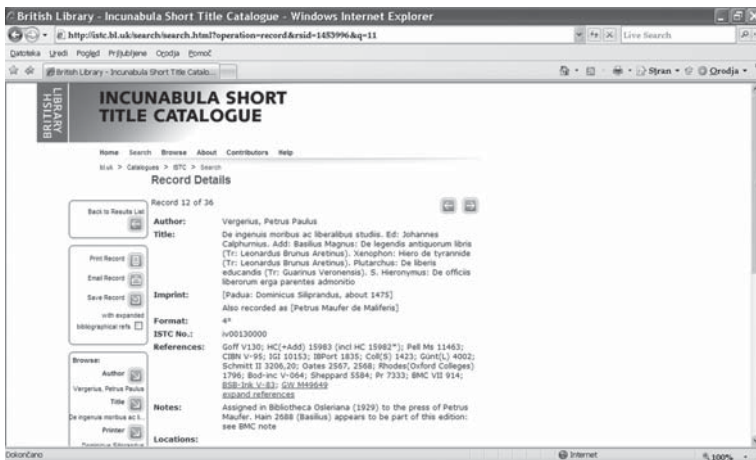 British Library - Incunabula Short Title Catalogue - Windows Internet Explorer
http://istc.bl.uk/search/search.html?operation=record&rsid=1453996&q=11
Live Search
Datoteka Uredi Pogled Priljubljene Orodja Pomoč
British Library - Incunabula Short Title Catalo...
Stran Orodja
BRITISH LIBRARY
INCUNABULA SHORT
TITLE CATALOGUE
Home Search Browse About Contributors Help
bl.uk > Catalogues > ISTC > Search
Record Details
Record 12 of 36
Back to Results List
Print Record
Email Record
Save Record
with expanded
bibliographical refs
Browse:
Author
Vergerius, Petrus Paulus
Title
De ingenuis moribus ac l...
Printer
Dominicus Siliprandus
Author: Vergerius, Petrus Paulus
Title: De ingenuis moribus ac liberalibus studiis. Ed: Johannes
Calphurnius. Add: Basilius Magnus: De legendis antiquorum libris
(Tr: Leonardus Brunus Aretinus). Xenophon: Hiero de tyrannide
(Tr: Leonardus Brunus Aretinus). Plutarchus: De liberis
educandis (Tr: Guarinus Veronensis). S. Hieronymus: De officiis
liberorum erga parentes admonitio
Imprint: [Padua: Dominicus Siliprandus, about 1475]
Also recorded as [Petrus Maufer de Maliferis]
Format: 4°
ISTC No.: iv00130000
References: Goff V130; HC(+Add) 15983 (incl HC 15982*); Pell Ms 11463;
CIBN V-95; IGI 10153; IBPort 1835; Coll(S) 1423; Günt(L) 4002;
Schmitt II 3206,20; Oates 2567, 2568; Rhodes(Oxford Colleges)
1796; Bod-inc V-064; Sheppard 5584; Pr 7333; BMC VII 914;
BSB-Ink V-83; GW M49649
expand references
Notes: Assigned in Bibliotheca Osleriana (1929) to the press of Petrus
Maufer. Hain 2688 (Basilius) appears to be part of this edition:
see BMC note
Locations:
Dokončano
Internet
100%